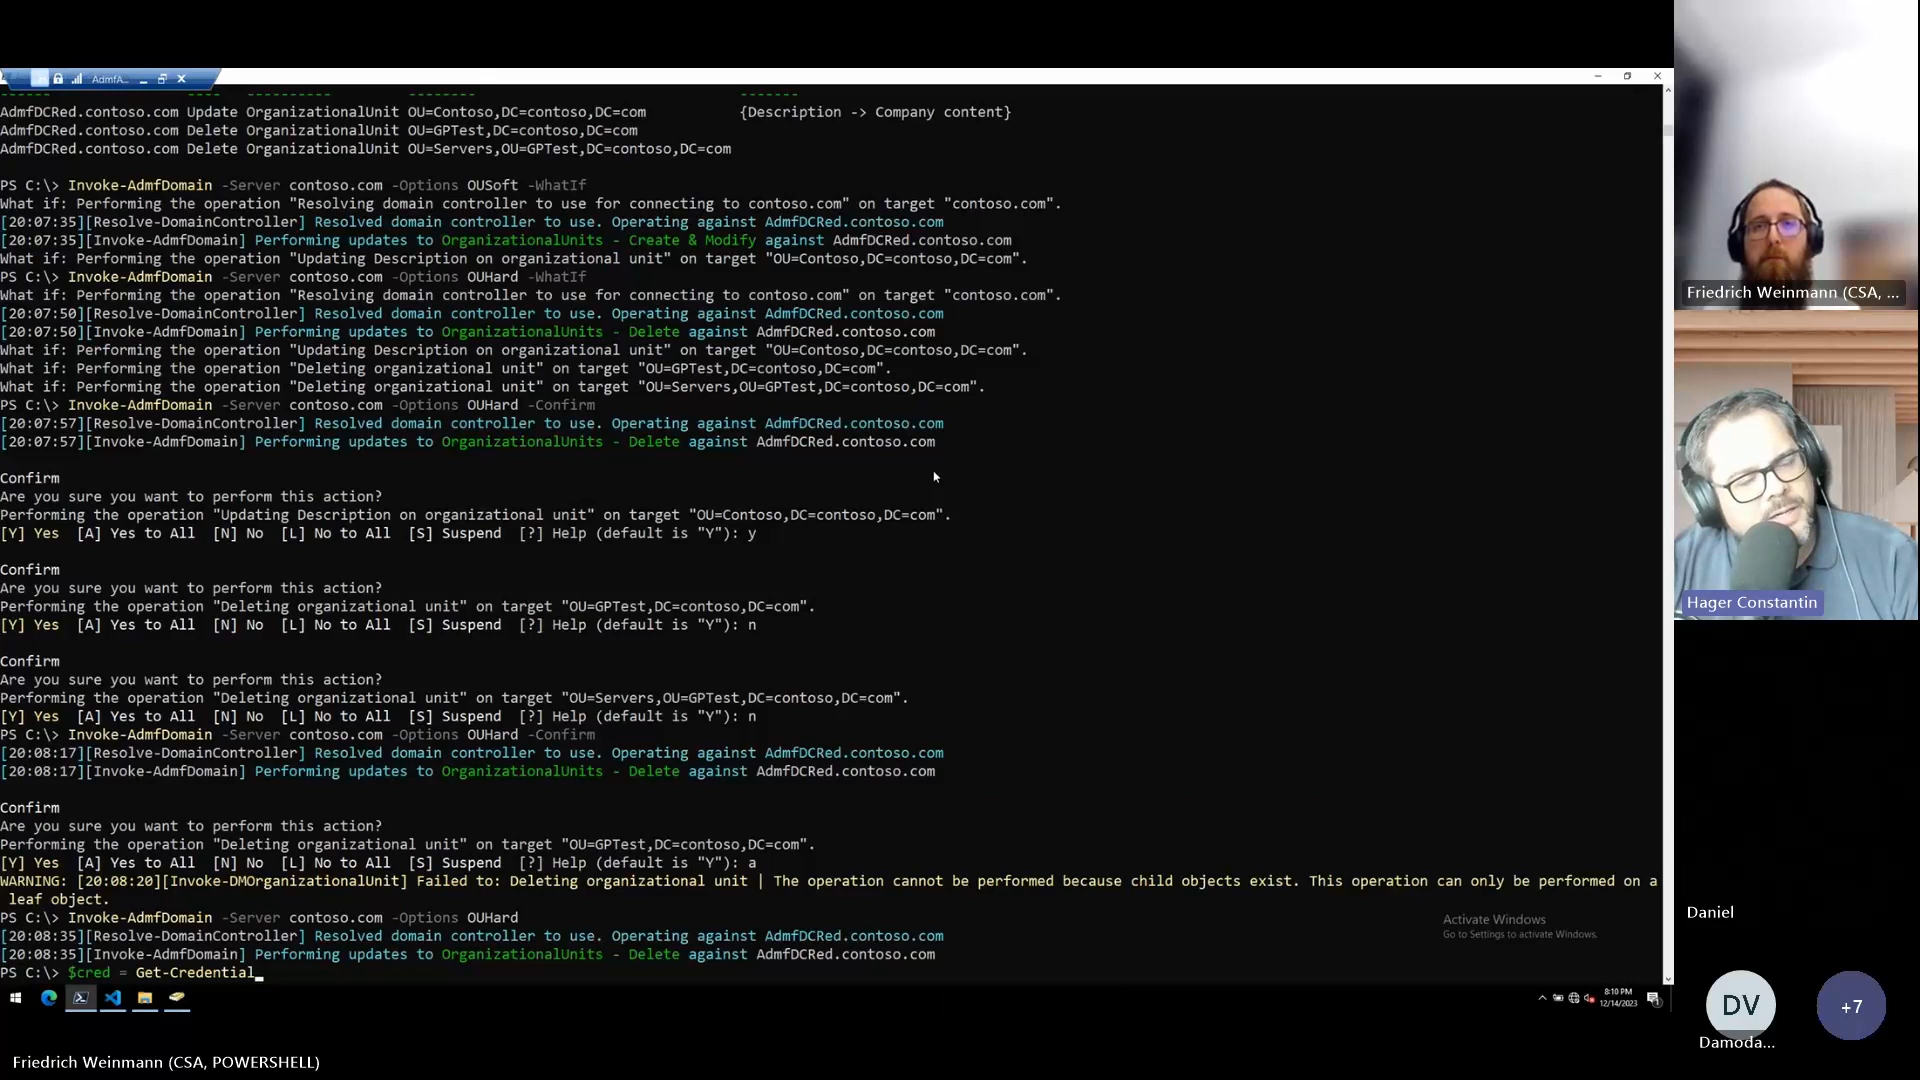 AdmfA...
------ ---- ---------- -------- -------
AdmfDCRed.contoso.com Update OrganizationalUnit OU=Contoso,DC=contoso,DC=com {Description -> Company content}
AdmfDCRed.contoso.com Delete OrganizationalUnit OU=GPTest,DC=contoso,DC=com
AdmfDCRed.contoso.com Delete OrganizationalUnit OU=Servers,OU=GPTest,DC=contoso,DC=com
PS C:\> Invoke-AdmfDomain -Server contoso.com -Options OUSoft -WhatIf
What if: Performing the operation "Resolving domain controller to use for connecting to contoso.com" on target "contoso.com".
[20:07:35][Resolve-DomainController] Resolved domain controller to use. Operating against AdmfDCRed.contoso.com
[20:07:35][Invoke-AdmfDomain] Performing updates to OrganizationalUnits - Create & Modify against AdmfDCRed.contoso.com
What if: Performing the operation "Updating Description on organizational unit" on target "OU=Contoso,DC=contoso,DC=com".
PS C:\> Invoke-AdmfDomain -Server contoso.com -Options OUHard -WhatIf
What if: Performing the operation "Resolving domain controller to use for connecting to contoso.com" on target "contoso.com".
[20:07:50][Resolve-DomainController] Resolved domain controller to use. Operating against AdmfDCRed.contoso.com
[20:07:50][Invoke-AdmfDomain] Performing updates to OrganizationalUnits - Delete against AdmfDCRed.contoso.com
What if: Performing the operation "Updating Description on organizational unit" on target "OU=Contoso,DC=contoso,DC=com".
What if: Performing the operation "Deleting organizational unit" on target "OU=GPTest,DC=contoso,DC=com".
What if: Performing the operation "Deleting organizational unit" on target "OU=Servers,OU=GPTest,DC=contoso,DC=com".
PS C:\> Invoke-AdmfDomain -Server contoso.com -Options OUHard -Confirm
[20:07:57][Resolve-DomainController] Resolved domain controller to use. Operating against AdmfDCRed.contoso.com
[20:07:57][Invoke-AdmfDomain] Performing updates to OrganizationalUnits - Delete against AdmfDCRed.contoso.com
Confirm
Are you sure you want to perform this action?
Performing the operation "Updating Description on organizational unit" on target "OU=Contoso,DC=contoso,DC=com".
[Y] Yes [A] Yes to All [N] No [L] No to All [S] Suspend [?] Help (default is "Y"): y
Confirm
Are you sure you want to perform this action?
Performing the operation "Deleting organizational unit" on target "OU=GPTest,DC=contoso,DC=com".
[Y] Yes [A] Yes to All [N] No [L] No to All [S] Suspend [?] Help (default is "Y"): n
Confirm
Are you sure you want to perform this action?
Performing the operation "Deleting organizational unit" on target "OU=Servers,OU=GPTest,DC=contoso,DC=com".
[Y] Yes [A] Yes to All [N] No [L] No to All [S] Suspend [?] Help (default is "Y"): n
PS C:\> Invoke-AdmfDomain -Server contoso.com -Options OUHard -Confirm
[20:08:17][Resolve-DomainController] Resolved domain controller to use. Operating against AdmfDCRed.contoso.com
[20:08:17][Invoke-AdmfDomain] Performing updates to OrganizationalUnits - Delete against AdmfDCRed.contoso.com
Confirm
Are you sure you want to perform this action?
Performing the operation "Deleting organizational unit" on target "OU=GPTest,DC=contoso,DC=com".
[Y] Yes [A] Yes to All [N] No [L] No to All [S] Suspend [?] Help (default is "Y"): a
WARNING: [20:08:20][Invoke-DMOrganizationalUnit] Failed to: Deleting organizational unit | The operation cannot be performed because child objects exist. This operation can only be performed on a
leaf object.
PS C:\> Invoke-AdmfDomain -Server contoso.com -Options OUHard
[20:08:35][Resolve-DomainController] Resolved domain controller to use. Operating against AdmfDCRed.contoso.com
[20:08:35][Invoke-AdmfDomain] Performing updates to OrganizationalUnits - Delete against AdmfDCRed.contoso.com
PS C:\> $cred = Get-Credential_
Activate Windows
Go to Settings to activate Windows.
8:10 PM
12/14/2023
Friedrich Weinmann (CSA, POWERSHELL)
Friedrich Weinmann (CSA, ...
Hager Constantin
Daniel
DV
Damoda...
+7